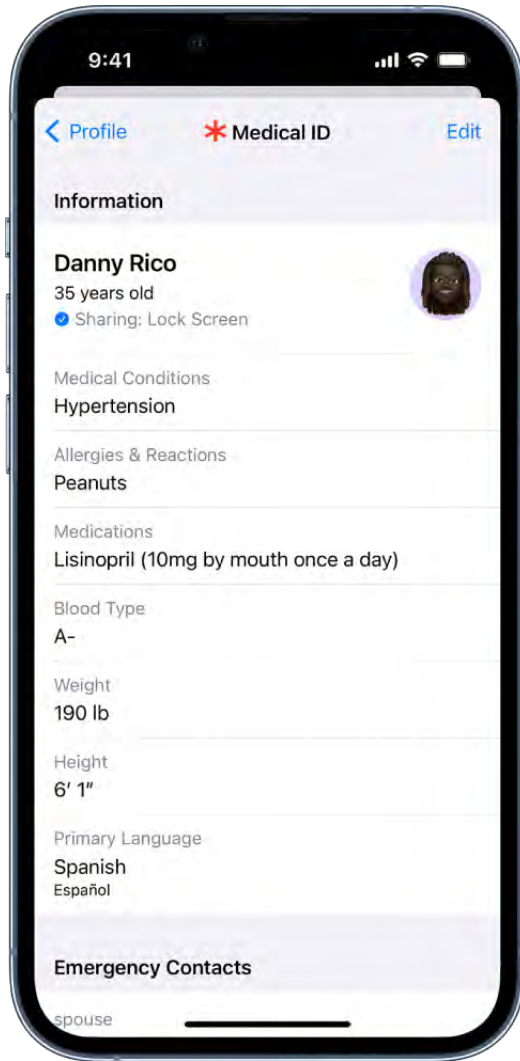 9:41
Profile
Medical ID
Edit
Information
Danny Rico
35 years old
Sharing: Lock Screen
Medical Conditions
Hypertension
Allergies & Reactions
Peanuts
Medications
Lisinopril (10mg by mouth once a day)
Blood Type
A-
Weight
190 lb
Height
6′ 1″
Primary Language
Spanish
Español
Emergency Contacts
spouse